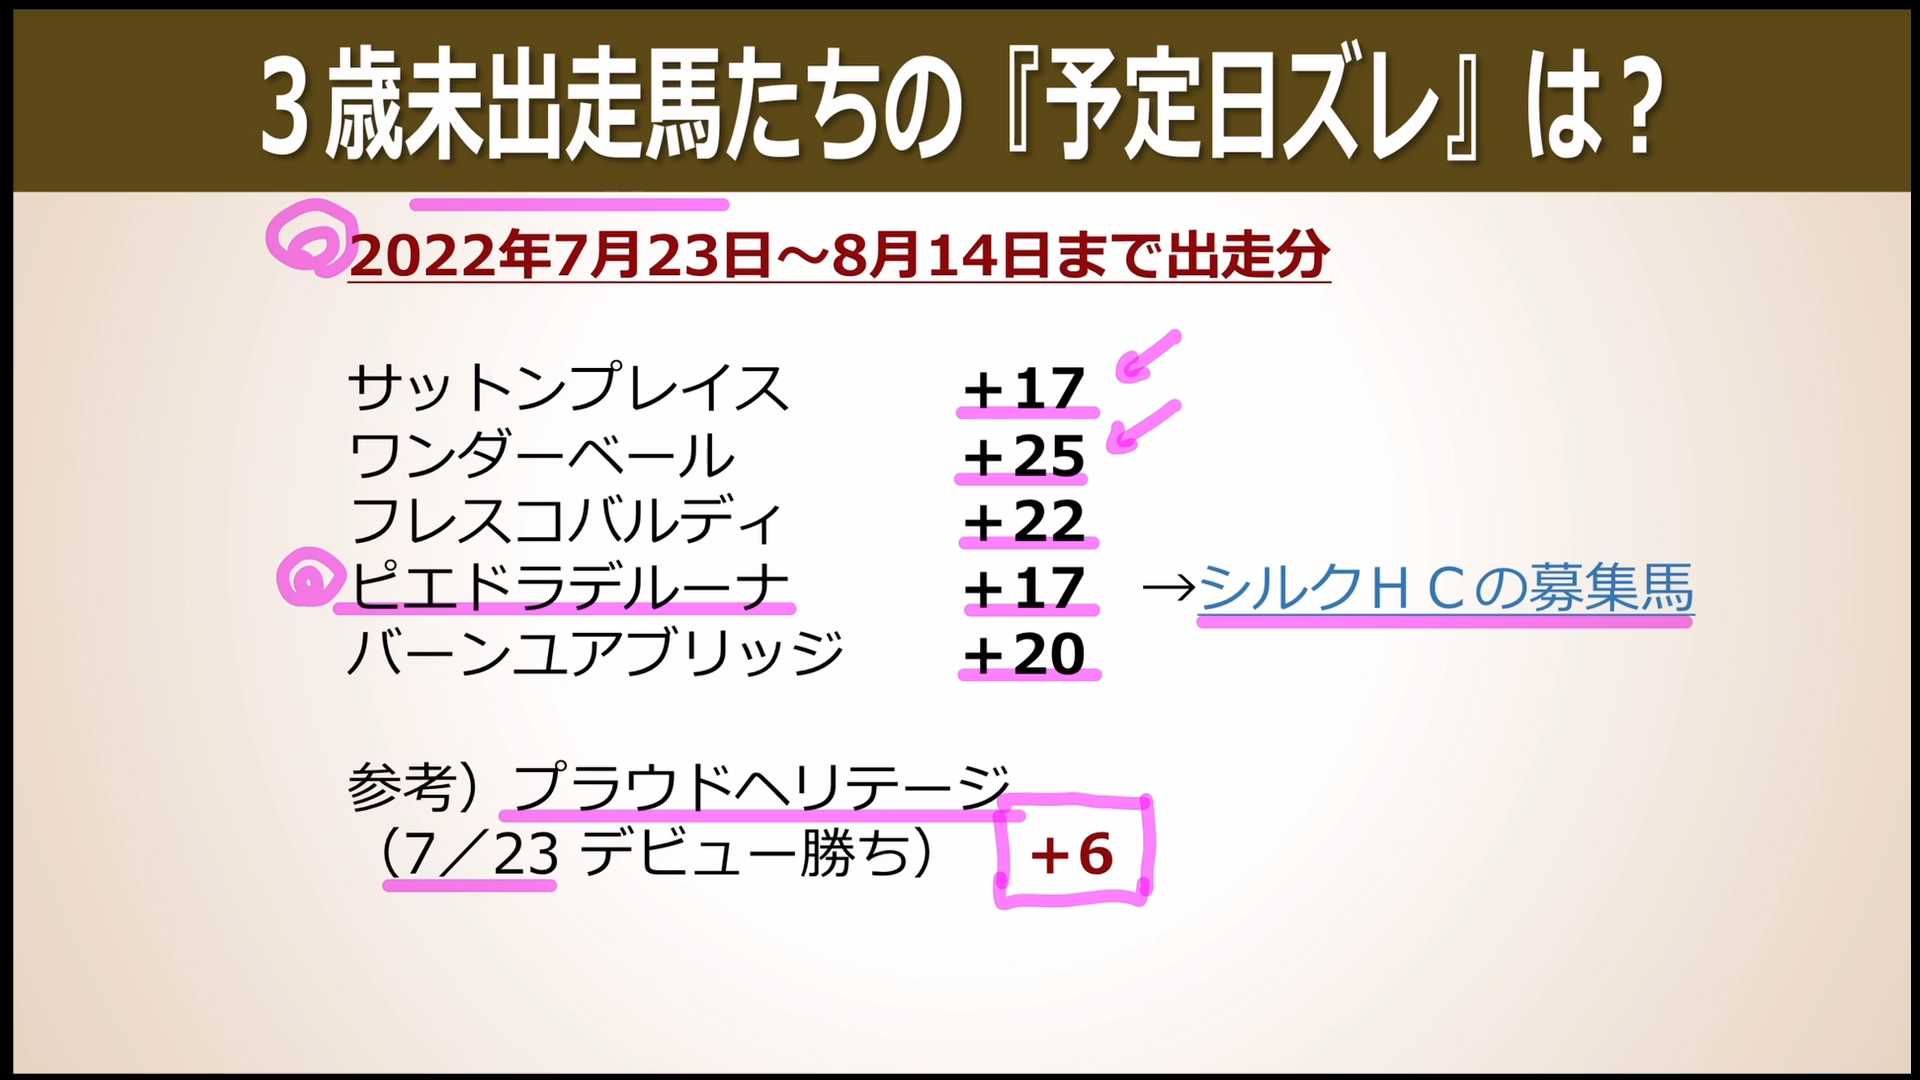 ３歳未出走馬たちの『予定日ズレ』は？
2022年7月23日～8月14日まで出走分
サットンプレイス ＋17
ワンダーベール ＋25
フレスコバルディ ＋22
ピエドラデルーナ ＋17 →シルクＨＣの募集馬
バーンユアブリッジ ＋20
参考）プラウドヘリテージ
（7／23 デビュー勝ち） ＋6